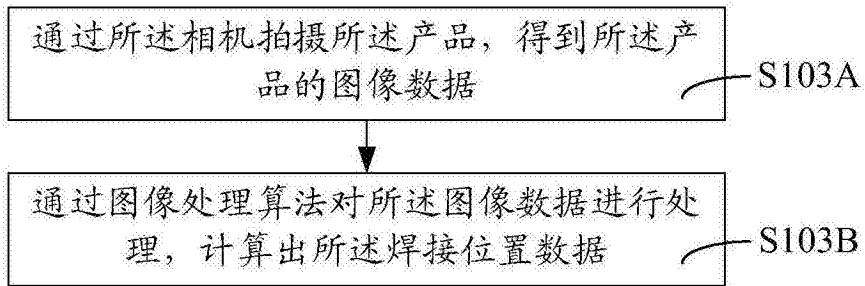 通过所述相机拍摄所述产品，得到所述产
品的图像数据
S103A
通过图像处理算法对所述图像数据进行处
理，计算出所述焊接位置数据
S103B